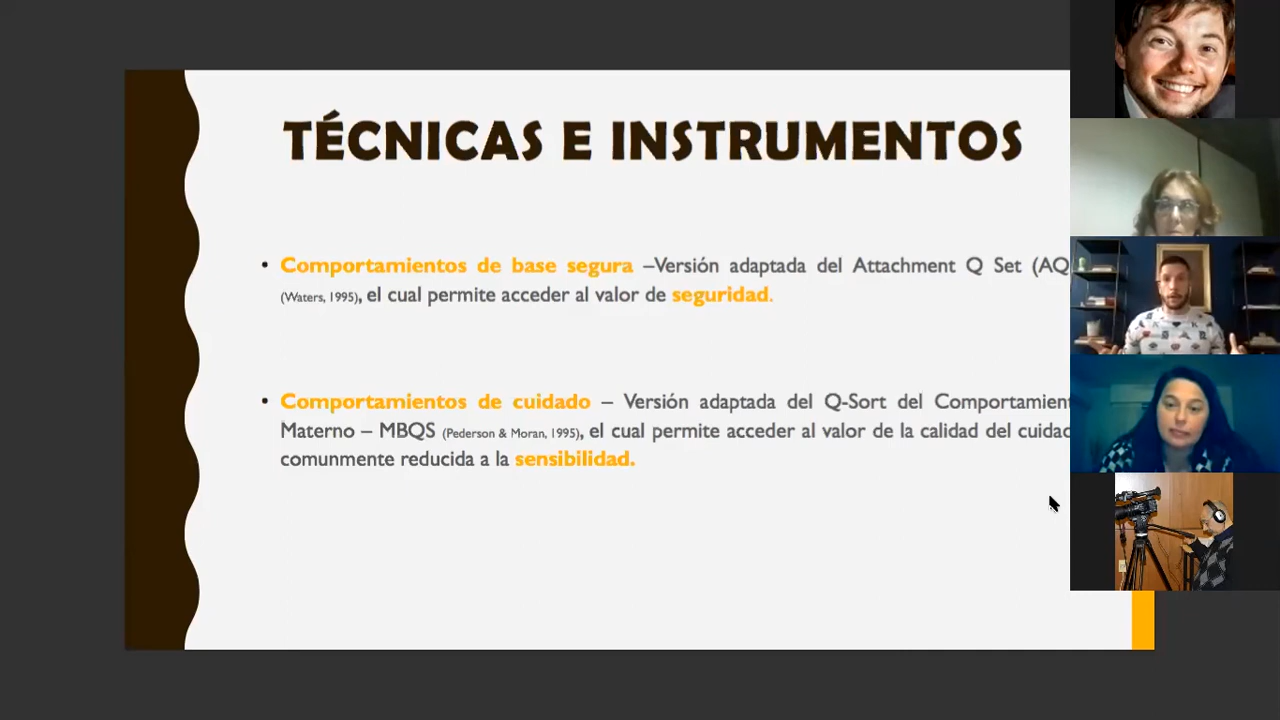 TÉCNICAS E INSTRUMENTOS
• Comportamientos de base segura –Versión adaptada del Attachment Q Set (AQ
(Waters, 1995), el cual permite acceder al valor de seguridad.
• Comportamientos de cuidado – Versión adaptada del Q-Sort del Comportamient
Materno – MBQS (Pederson & Moran, 1995), el cual permite acceder al valor de la calidad del cuidad
comunmente reducida a la sensibilidad.